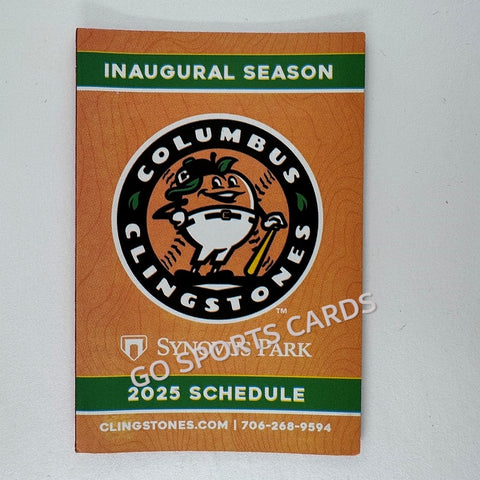 INAUGURAL SEASON
COLUMBUS
C
CLINGSTONES
TM
SYNOVUS PARK
GO SPORTS CARDS
2025 SCHEDULE
CLINGSTONES.COM | 706-268-9594